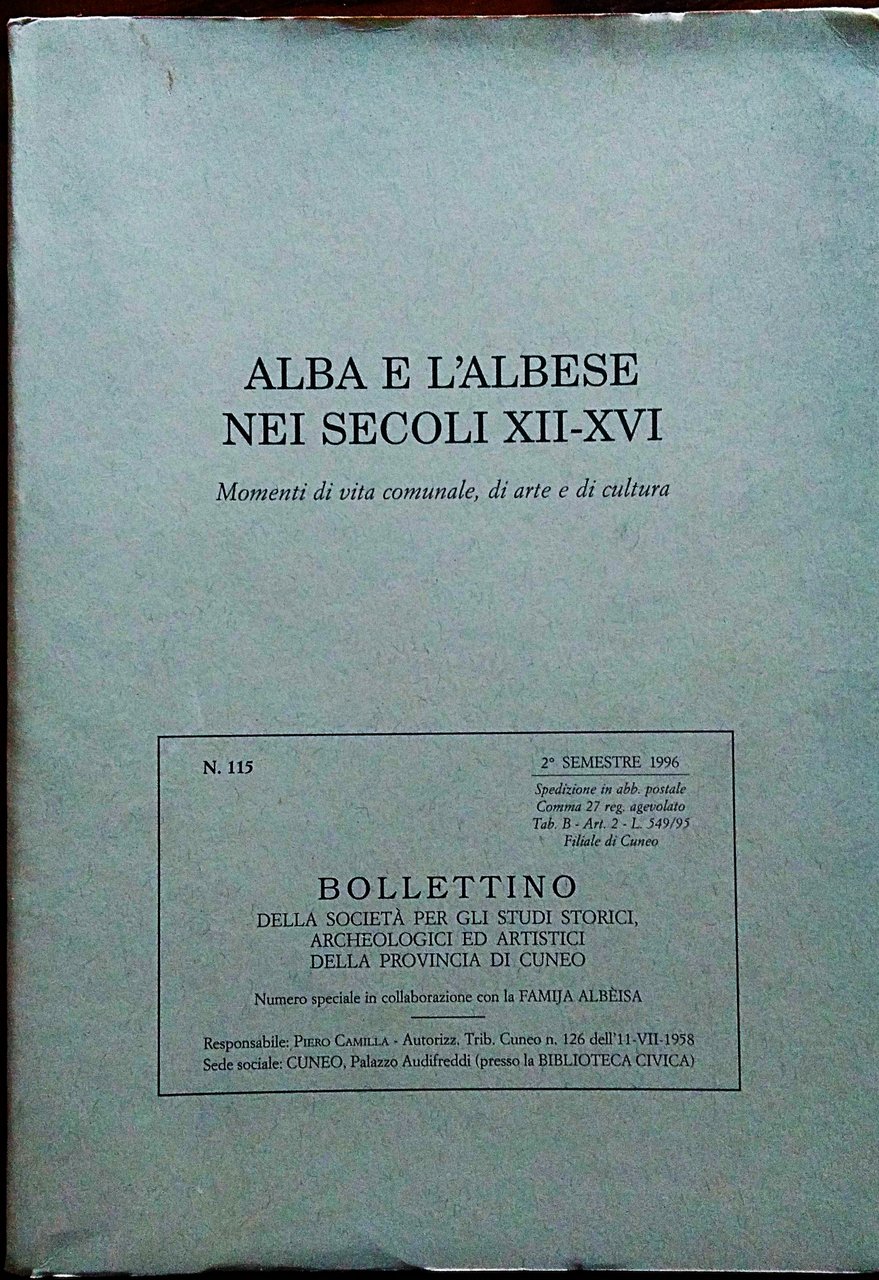 ALBA E L'ALBESE
NEI SECOLI XII-XVI
Momenti di vita comunale, di arte e di cultura
N. 115
2° SEMESTRE 1996
Spedizione in abb. postale
Comma 27 reg. agevolato
Tab. B - Art. 2 - L. 549/95
Filiale di Cuneo
BOLLETTINO
DELLA SOCIETÀ PER GLI STUDI STORICI,
ARCHEOLOGICI ED ARTISTICI
DELLA PROVINCIA DI CUNEO
Numero speciale in collaborazione con la FAMIJA ALBÈISA
Responsabile: PIERO CAMILLA - Autorizz. Trib. Cuneo n. 126 dell'11-VII-1958
Sede sociale: CUNEO, Palazzo Audifreddi (presso la BIBLIOTECA CIVICA)